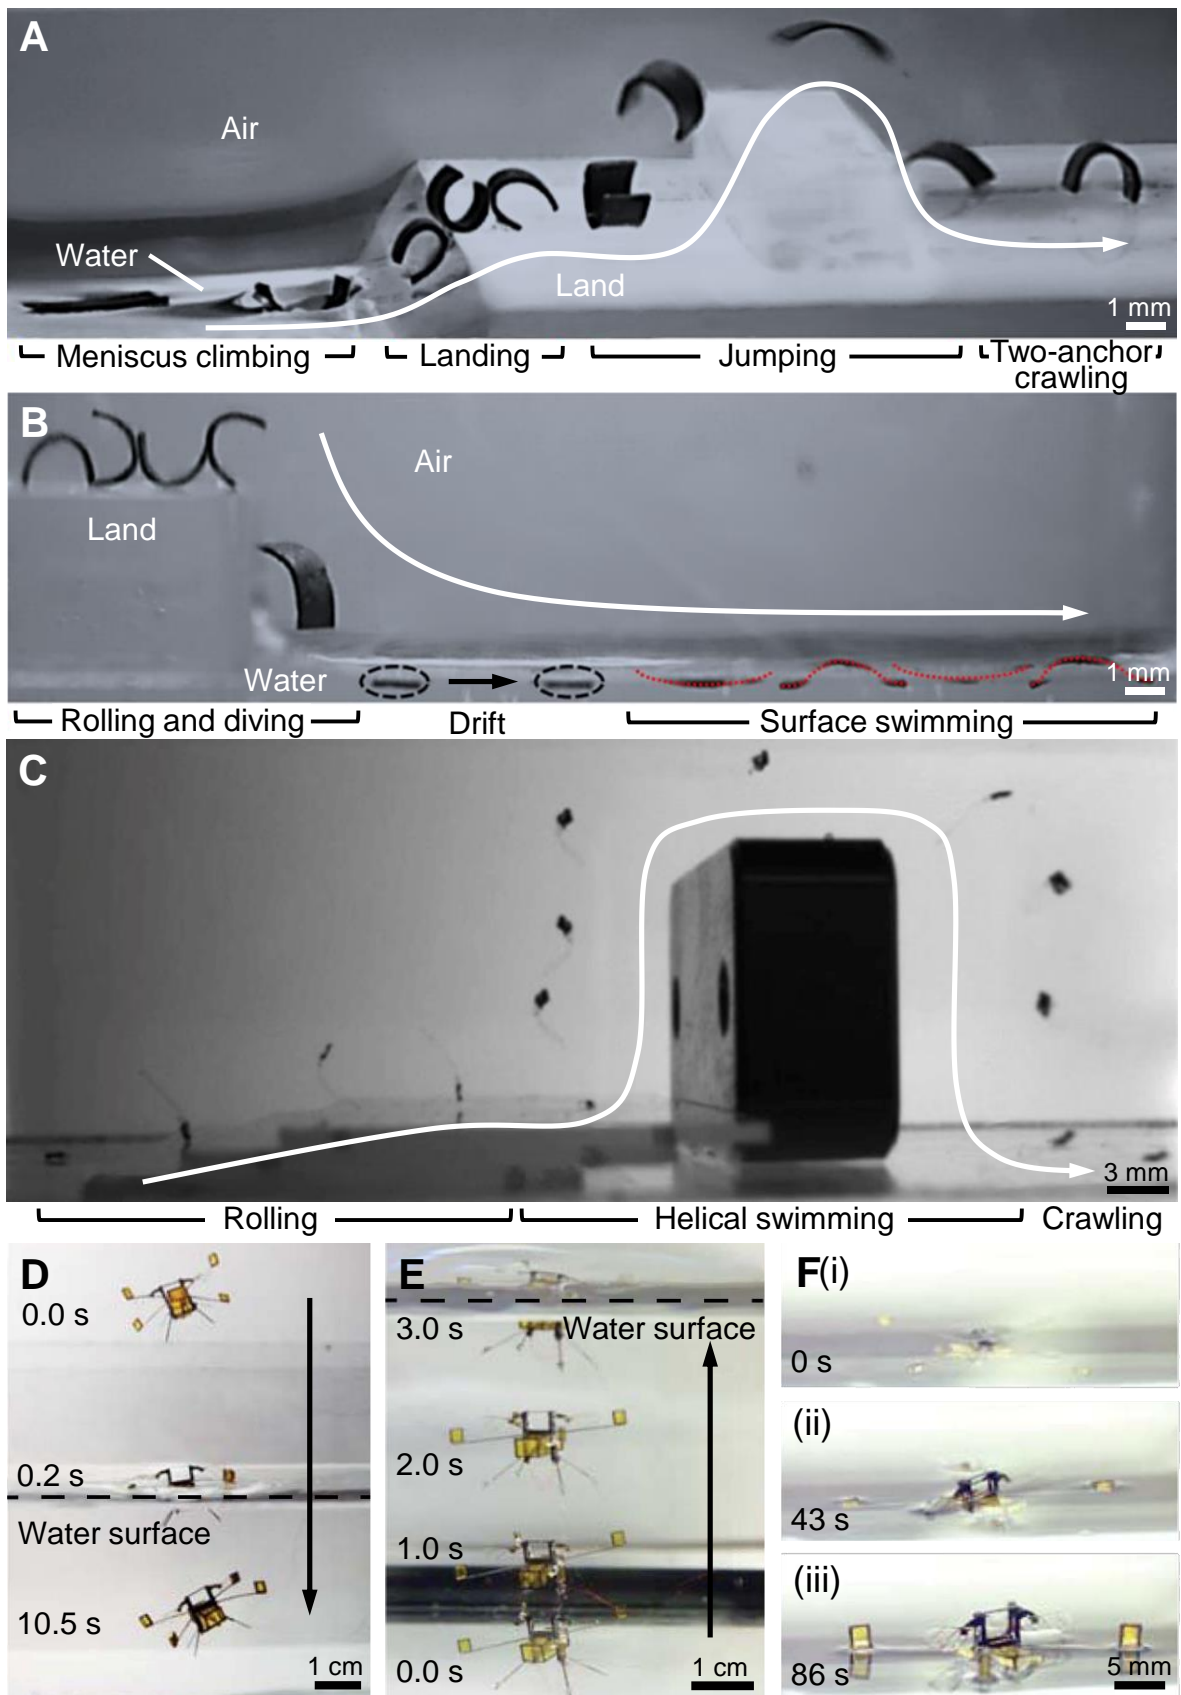 A
Air
Water
Land
1 mm
Meniscus climbing
Landing
Jumping
Two-anchor
crawling
B
Air
Land
Water
1 mm
Rolling and diving
Drift
Surface swimming
C
3 mm
Rolling
Helical swimming
Crawling
D
0.0 s
0.2 s
Water surface
10.5 s
1 cm
E
3.0 s
Water surface
2.0 s
1.0 s
0.0 s
1 cm
F(i)
0 s
(ii)
43 s
(iii)
86 s
5 mm